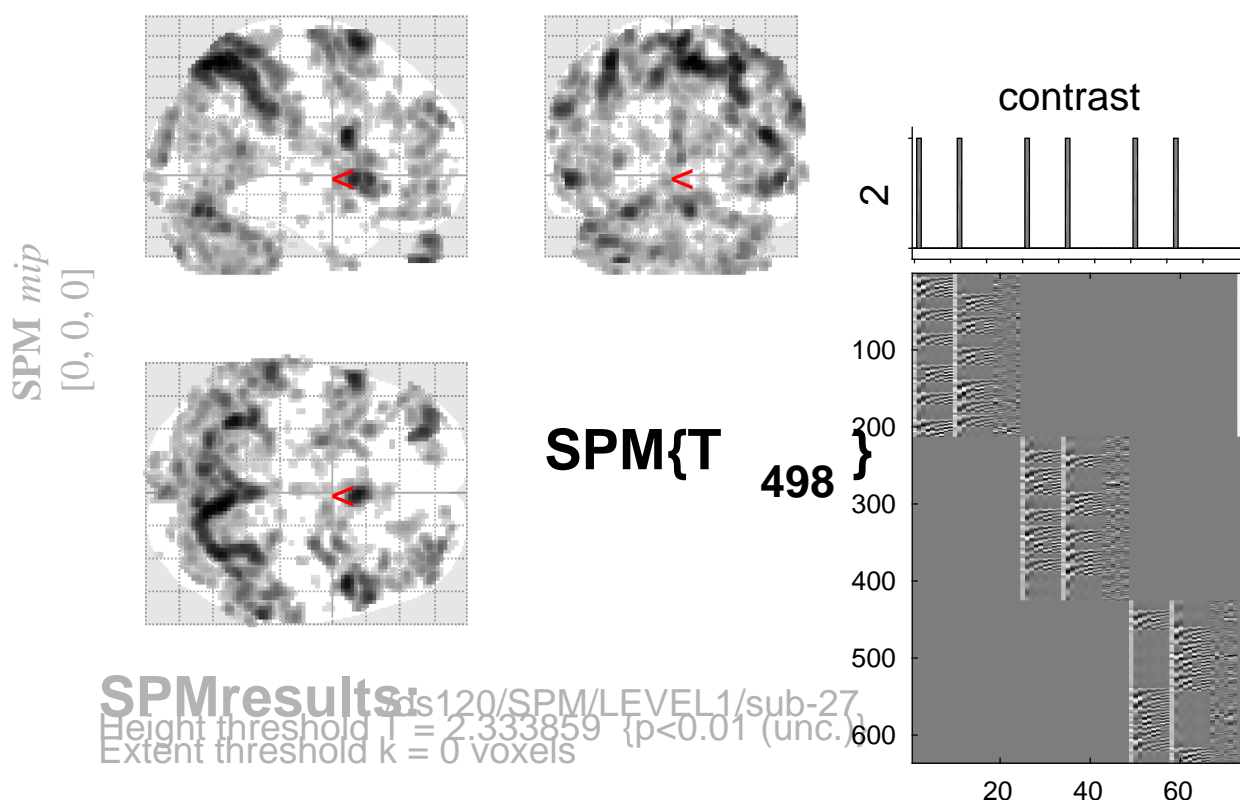 SPM mip
[0, 0, 0]
<
<
<
SPM{T498}
contrast
2
100
200
300
400
500
600
20
40
60
SPMresults: /ds120/SPM/LEVEL1/sub-27
Height threshold T = 2.333859 {p<0.01 (unc.)}
Extent threshold k = 0 voxels